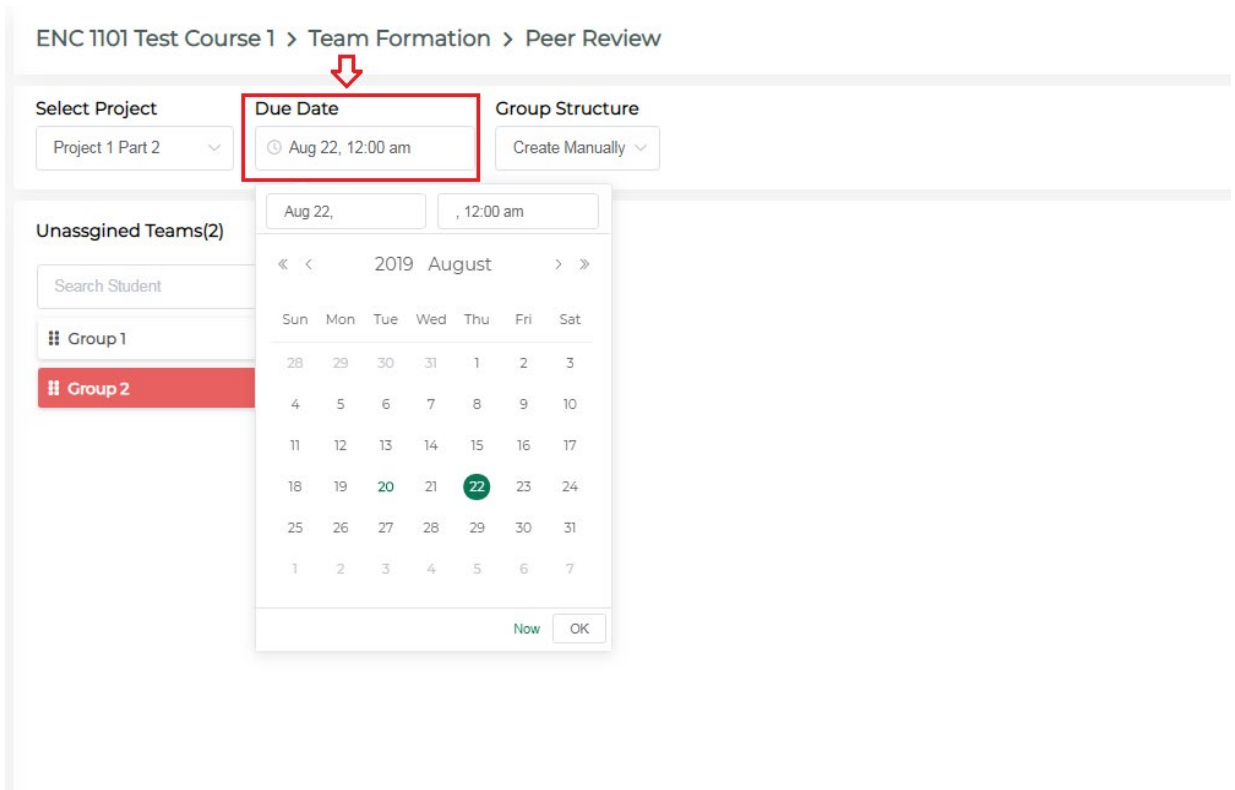 ENC 1101 Test Course 1 > Team Formation > Peer Review
Select Project Due Date Group Structure
Project 1 Part 2 Aug 22, 12:00 am Create Manually
Aug 22, , 12:00 am
Unassgined Teams(2)
« < 2019 August > »
Search Student
Sun Mon Tue Wed Thu Fri Sat
Group 1
28 29 30 31 1 2 3
Group 2
4 5 6 7 8 9 10
11 12 13 14 15 16 17
18 19 20 21 22 23 24
25 26 27 28 29 30 31
1 2 3 4 5 6 7
Now OK